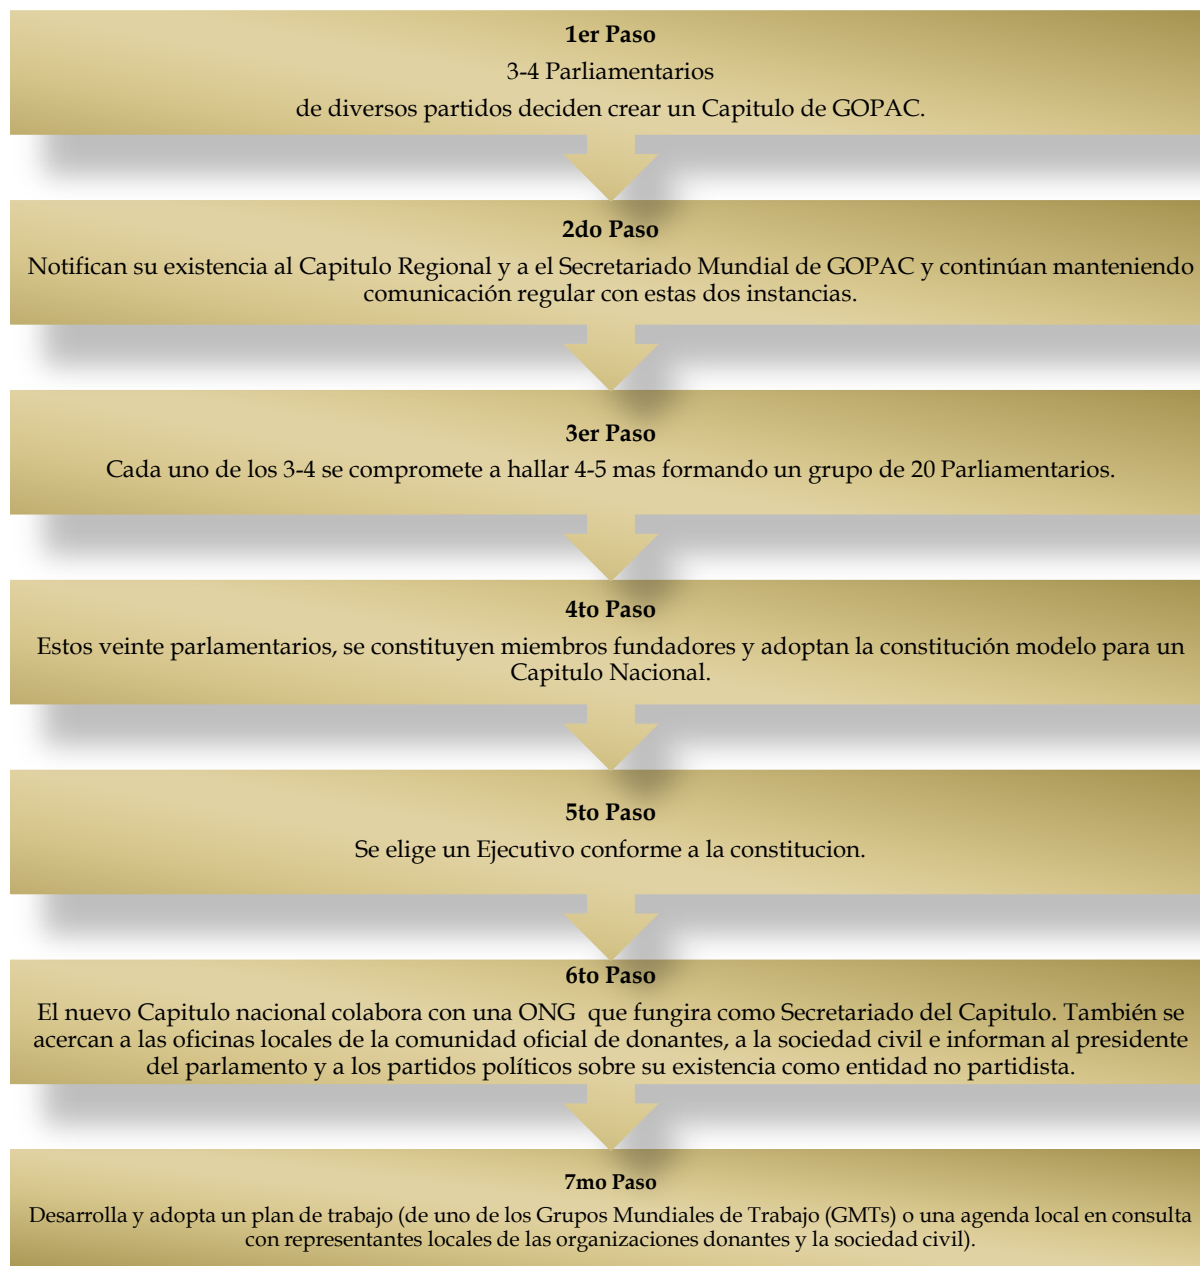 1er Paso
3-4 Parliamentarios
de diversos partidos deciden crear un Capitulo de GOPAC.
2do Paso
Notifican su existencia al Capitulo Regional y a el Secretariado Mundial de GOPAC y continúan manteniendo
comunicación regular con estas dos instancias.
3er Paso
Cada uno de los 3-4 se compromete a hallar 4-5 mas formando un grupo de 20 Parliamentarios.
4to Paso
Estos veinte parlamentarios, se constituyen miembros fundadores y adoptan la constitución modelo para un
Capitulo Nacional.
5to Paso
Se elige un Ejecutivo conforme a la constitucion.
6to Paso
El nuevo Capitulo nacional colabora con una ONG que fungira como Secretariado del Capitulo. También se
acercan a las oficinas locales de la comunidad oficial de donantes, a la sociedad civil e informan al presidente
del parlamento y a los partidos políticos sobre su existencia como entidad no partidista.
7mo Paso
Desarrolla y adopta un plan de trabajo (de uno de los Grupos Mundiales de Trabajo (GMTs) o una agenda local en consulta
con representantes locales de las organizaciones donantes y la sociedad civil).